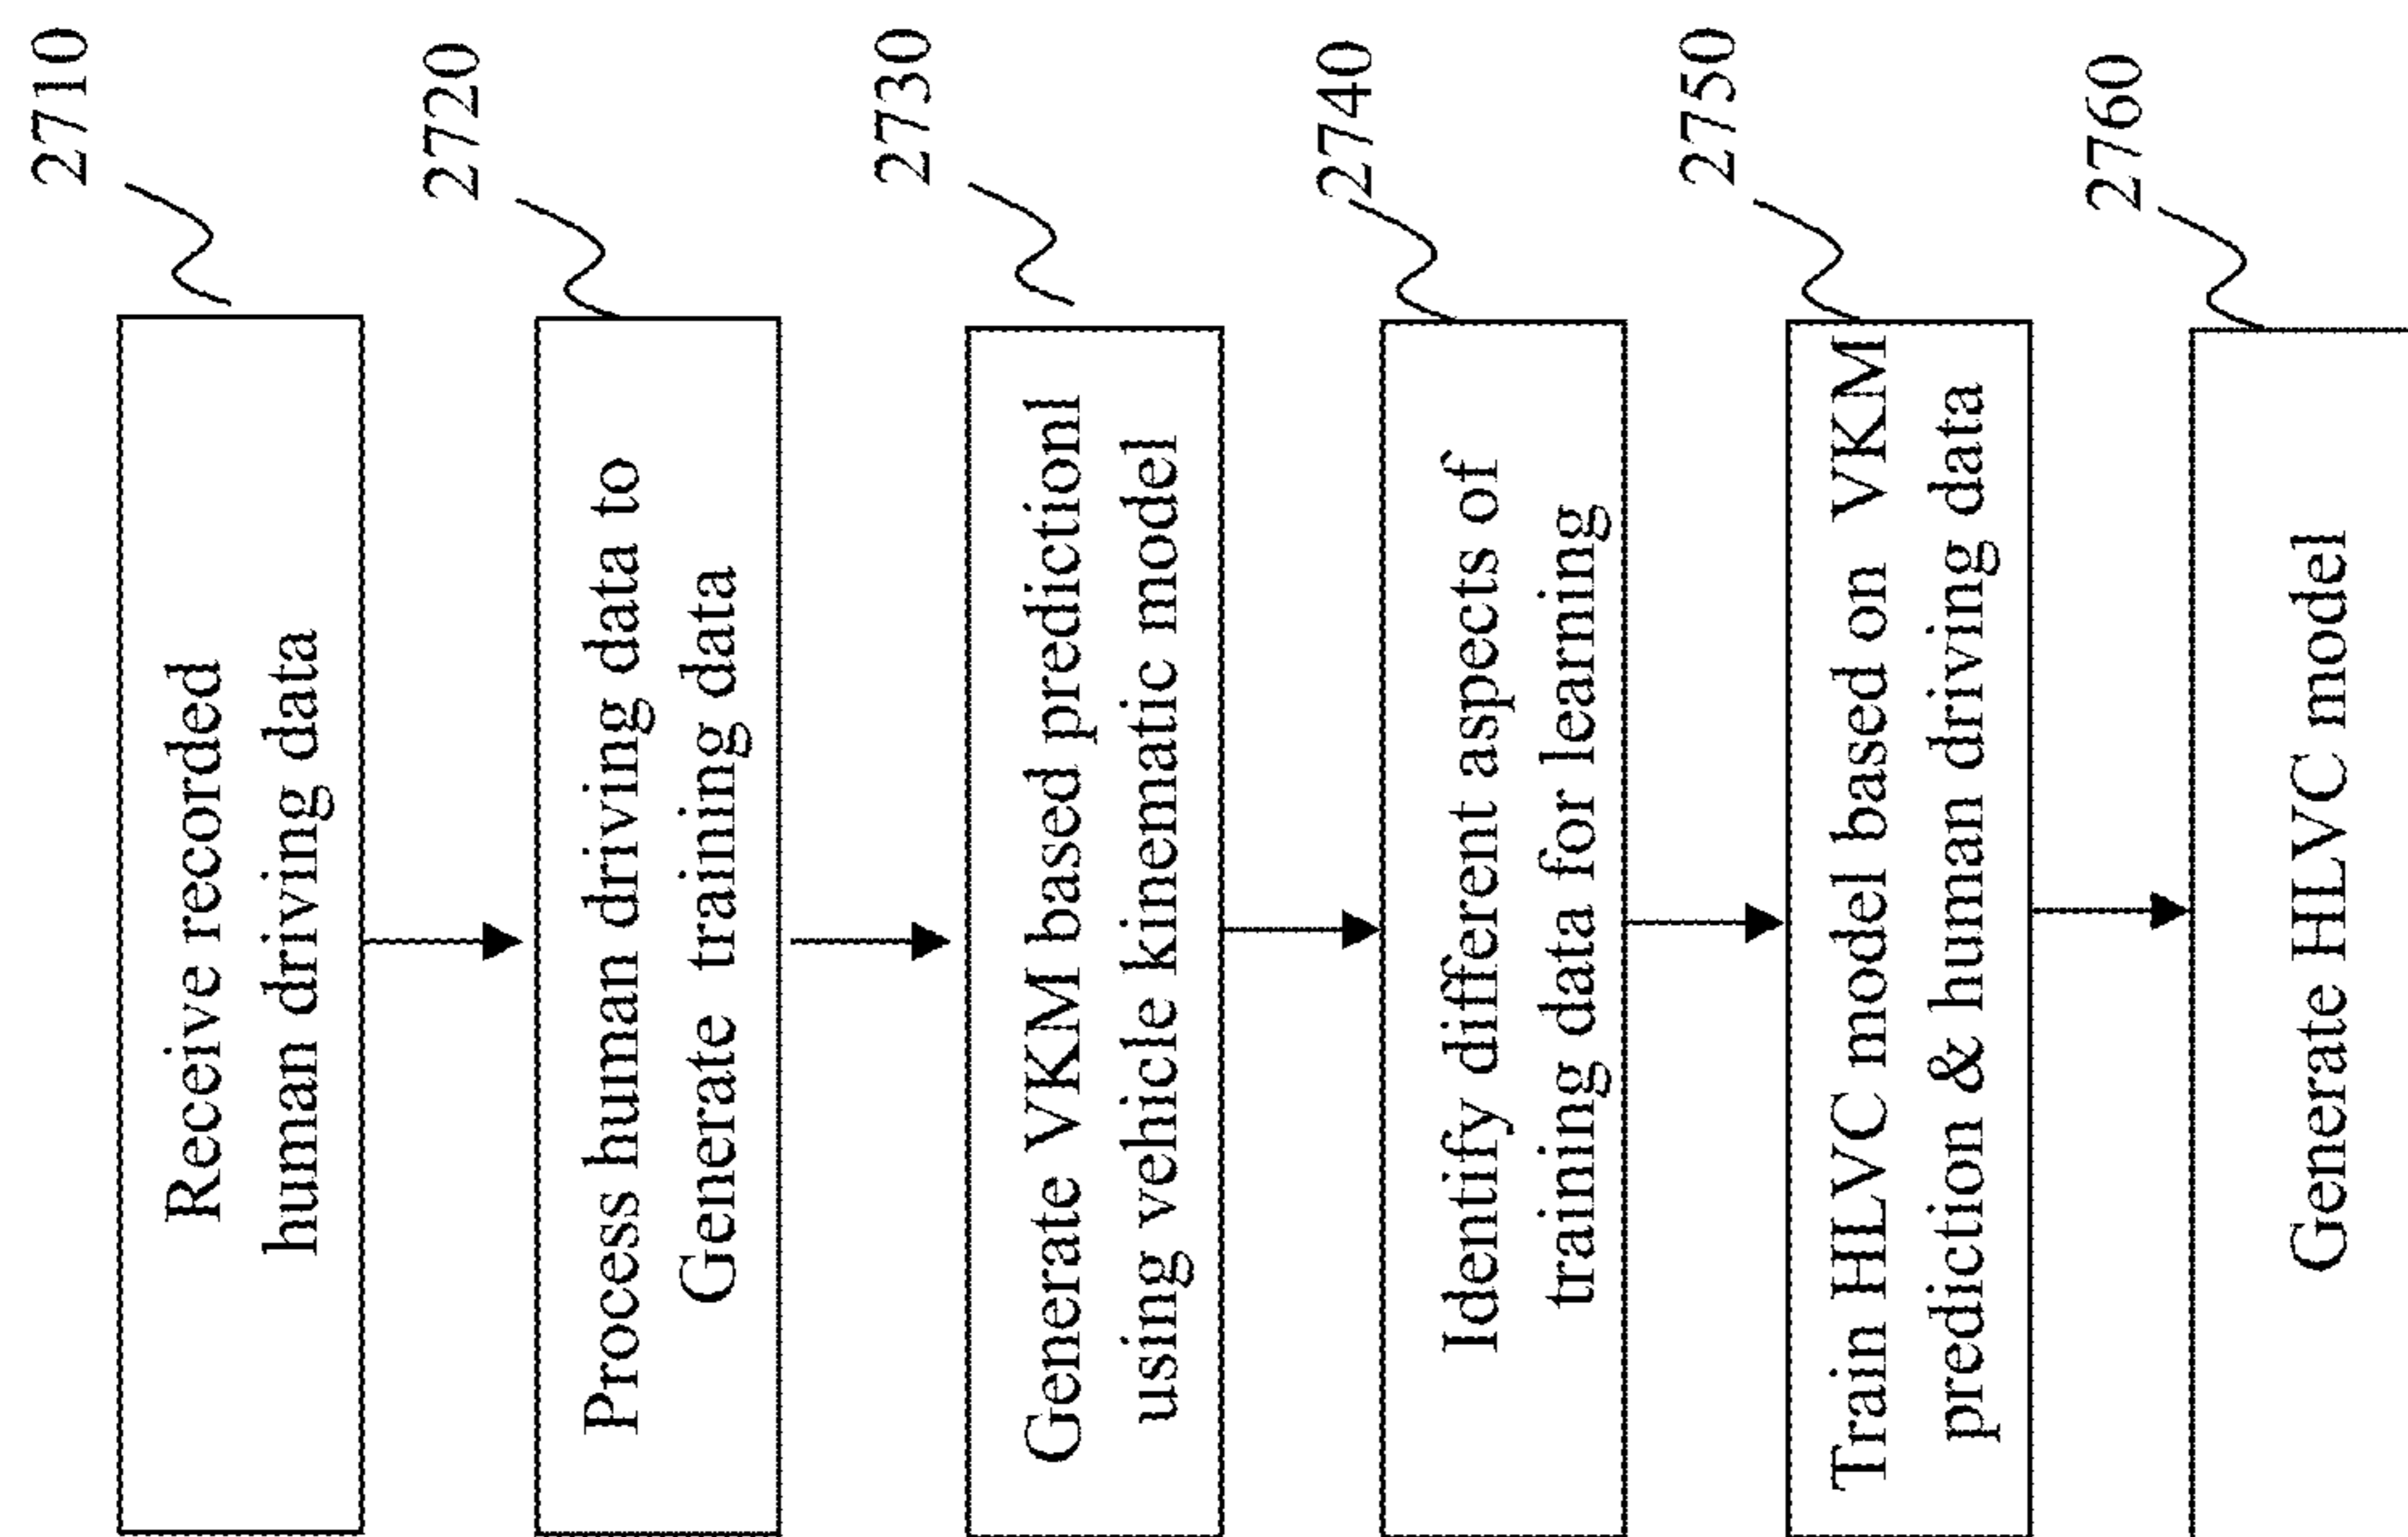 2710
Receive recorded
human driving data
2720
Process human driving data to
Generate training data
2730
Generate VKM based predictionl
using vehicle kinematic model
2740
Identify different aspects of
training data for learning
2750
Train HLVC model based on VKM
prediction & human driving data
2760
Generate HLVC model